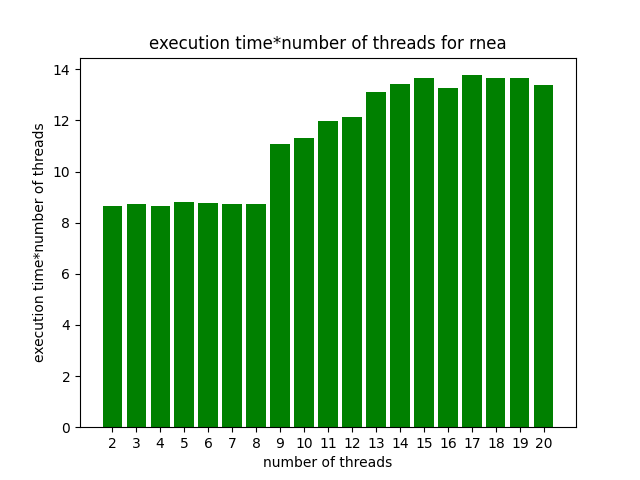 execution time*number of threads for rnea
execution time*number of threads
14
12
10
8
6
4
2
0
2 3 4 5 6 7 8 9 10 11 12 13 14 15 16 17 18 19 20
number of threads